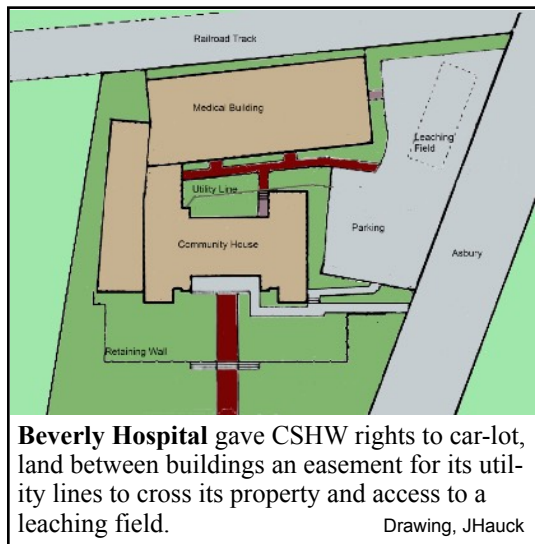 Railroad Track
Medical Building
Leaching'
Field
Utility Line
Parking
Community House
Asbury
Retaining Wall
Beverly Hospital gave CSHW rights to car-lot,
land between buildings an easement for its util-
ity lines to cross its property and access to a
leaching field. Drawing, JHauck